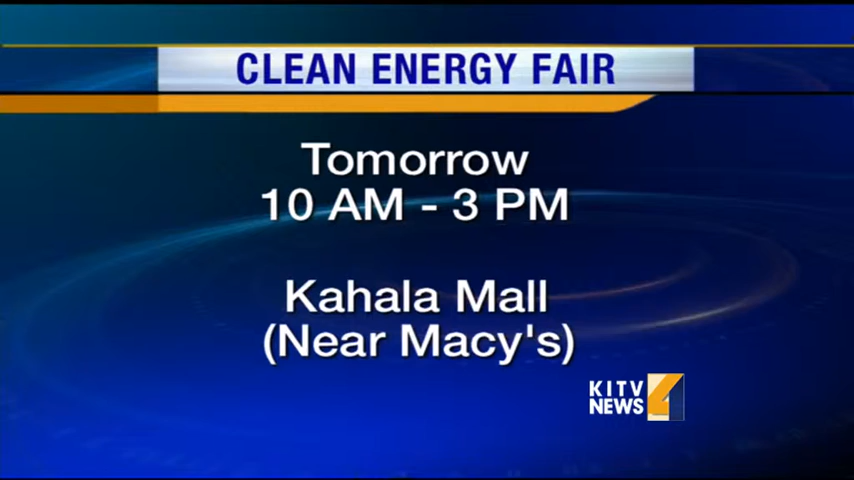 CLEAN ENERGY FAIR
Tomorrow
10 AM - 3 PM
Kahala Mall
(Near Macy's)
KITV
NEWS 4